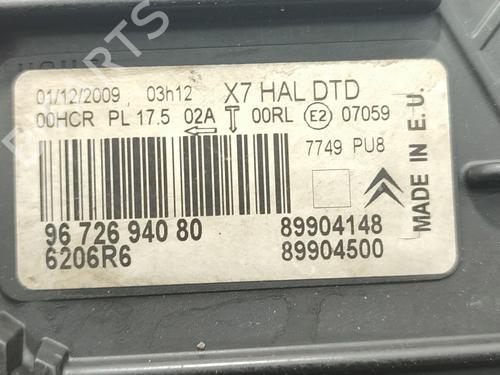 PARTS
01/12/2009 03h12 X7 HAL DTD
00HCR PL 17.5 02A 00RL E2 07059
7749 PU8
MADE IN E.U.
96 726 940 80 89904148
6206R6 89904500